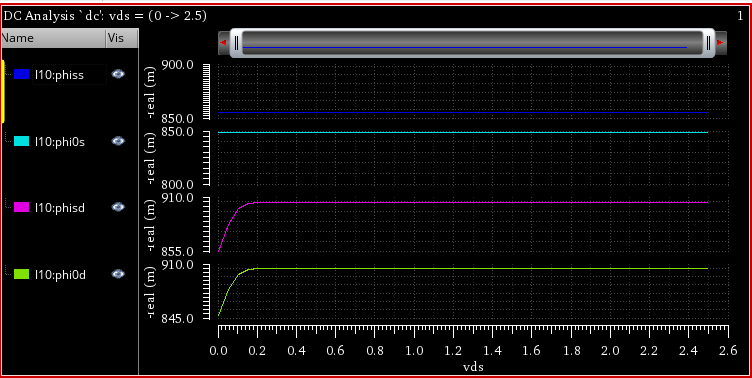 DC Analysis `dc': vds = (0 -> 2.5)
1
Name Vis
I10:phiss
I10:phi0s
I10:phisd
I10:phi0d
900.0
-real (m)
850.0
850.0
-real (m)
800.0
910.0
-real (m)
855.0
910.0
-real (m)
845.0
0.0 0.2 0.4 0.6 0.8 1.0 1.2 1.4 1.6 1.8 2.0 2.2 2.4 2.6
vds